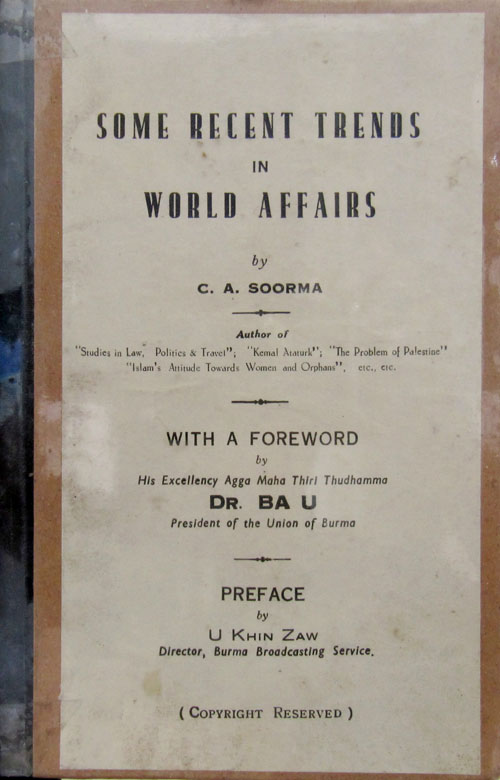 SOME RECENT TRENDS
IN
WORLD AFFAIRS
by
C. A. SOORMA
Author of
"Studies in Law, Politics & Travel"; "Kemal Ataturk"; "The Problem of Palestine"
"Islam's Attitude Towards Women and Orphans", etc., etc.
WITH A FOREWORD
by
His Excellency Agga Maha Thiri Thudhamma
DR. BA U
President of the Union of Burma
PREFACE
by
U KHIN ZAW
Director, Burma Broadcasting Service.
( COPYRIGHT RESERVED )